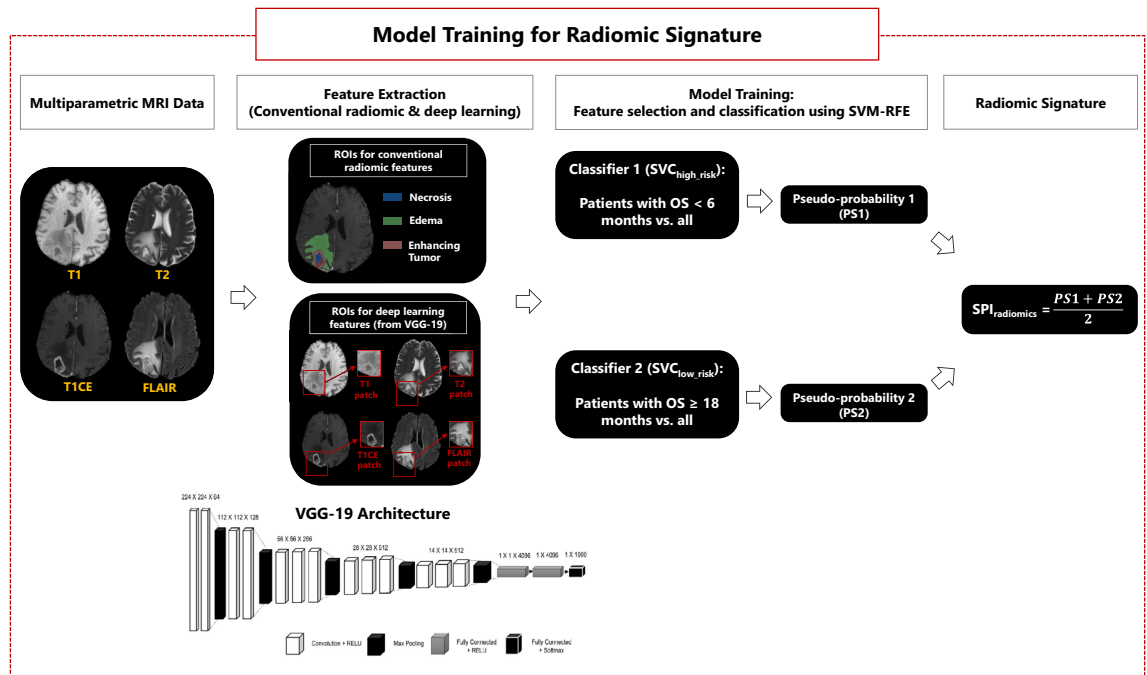 Model Training for Radiomic Signature
Multiparametric MRI Data
Feature Extraction
(Conventional radiomic & deep learning)
Model Training:
Feature selection and classification using SVM-RFE
Radiomic Signature
T1
T2
T1CE
FLAIR
ROIs for conventional
radiomic features
Necrosis
Edema
Enhancing
Tumor
ROIs for deep learning
features (from VGG-19)
T1
patch
T2
patch
T1CE
patch
FLAIR
patch
Classifier 1 (SVChigh_risk):
Patients with OS < 6
months vs. all
Pseudo-probability 1
(PS1)
Classifier 2 (SVClow_risk):
Patients with OS ≥ 18
months vs. all
Pseudo-probability 2
(PS2)
SPIradiomics = PS1 + PS2
2
VGG-19 Architecture
224 X 224 X 64
112 X 112 X 128
56 X 56 X 256
28 X 28 X 512
14 X 14 X 512
1 X 1 X 4096
1 X 4096
1 X 1000
Convolution + RELU
Max Pooling
Fully Connected
+ RELU
Fully Connected
+ Softmax